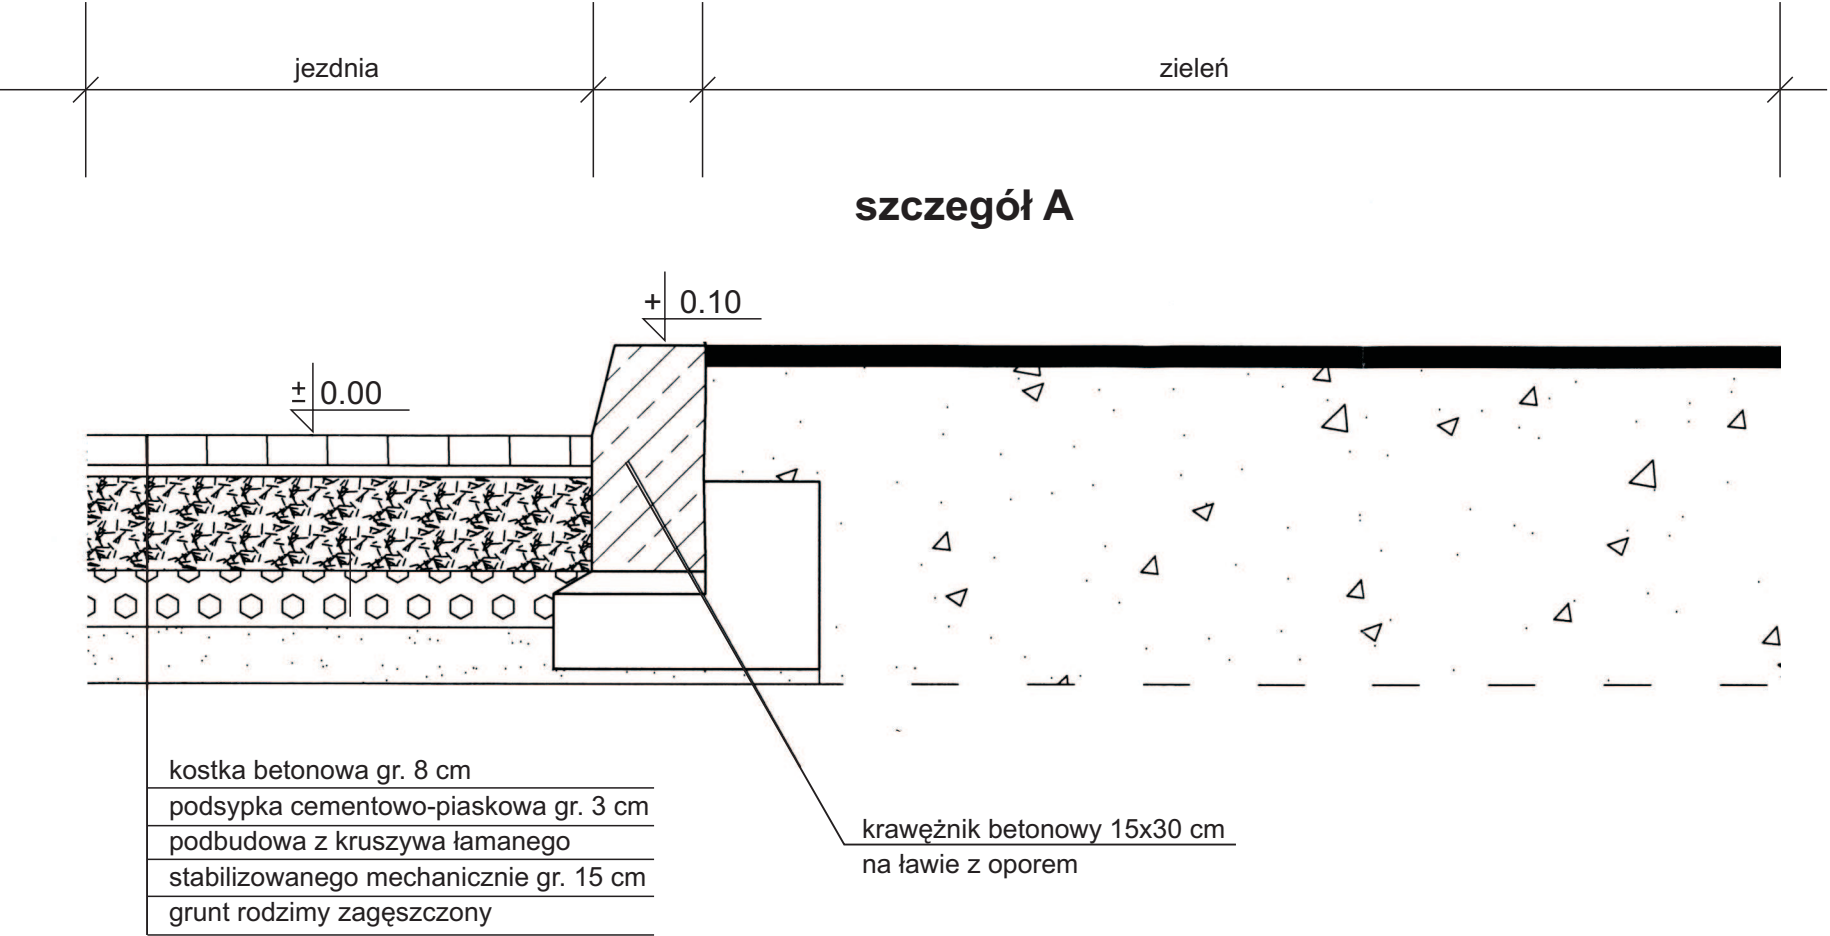 jezdnia
zieleń
szczegół A
+ 0.10
± 0.00
kostka betonowa gr. 8 cm
podsypka cementowo-piaskowa gr. 3 cm
podbudowa z kruszywa łamanego
stabilizowanego mechanicznie gr. 15 cm
grunt rodzimy zagęszczony
krawężnik betonowy 15x30 cm
na ławie z oporem